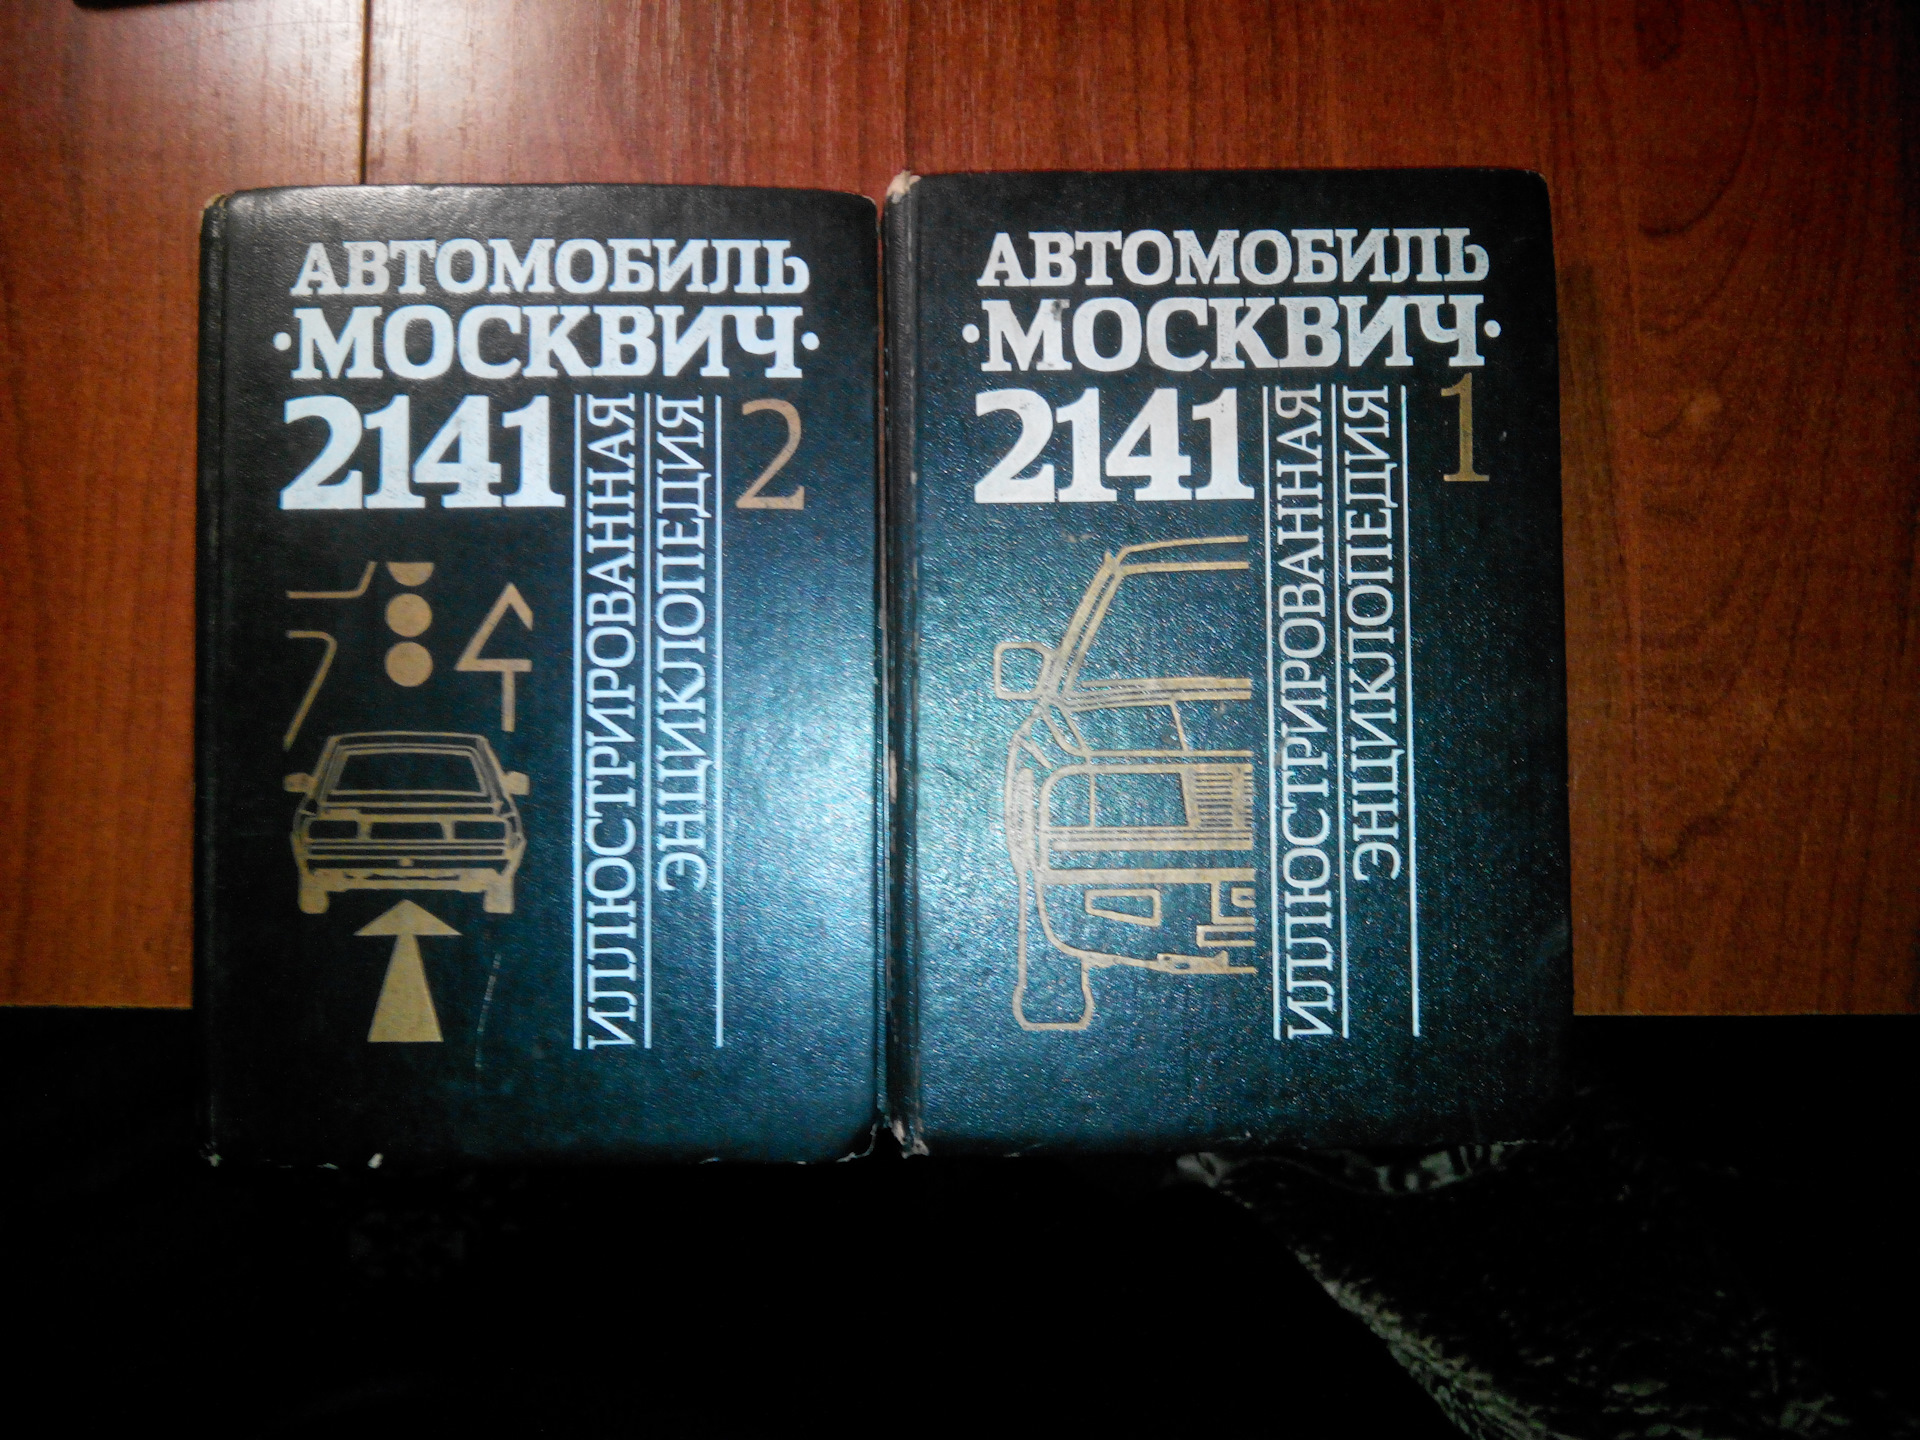 АВТОМОБИЛЬ
·МОСКВИЧ·
2141
ИЛЛЮСТРИРОВАННАЯ
ЭНЦИКЛОПЕДИЯ
2
АВТОМОБИЛЬ
·МОСКВИЧ·
2141
ИЛЛЮСТРИРОВАННАЯ
ЭНЦИКЛОПЕДИЯ
1